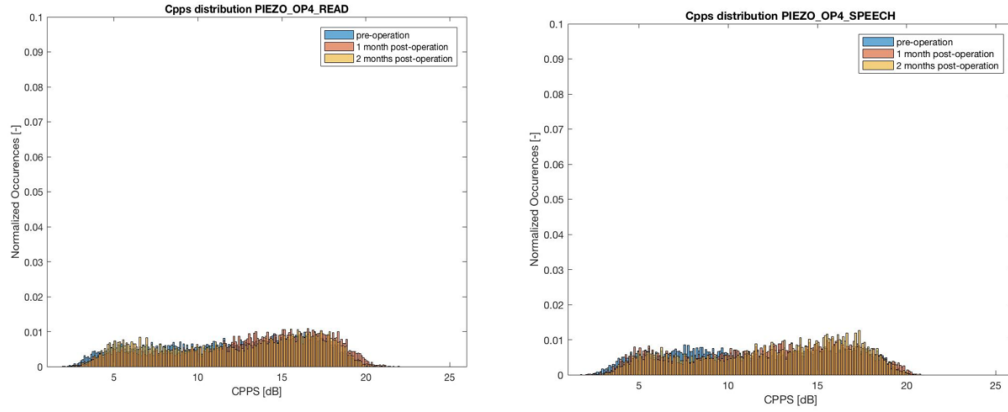 Cpps distribution PIEZO_OP4_READ
pre-operation
1 month post-operation
2 months post-operation
Normalized Occurences [-]
0.1
0.09
0.08
0.07
0.06
0.05
0.04
0.03
0.02
0.01
0
5
10
15
20
25
CPPS [dB]
Cpps distribution PIEZO_OP4_SPEECH
pre-operation
1 month post-operation
2 months post-operation
Normalized Occurences [-]
0.1
0.09
0.08
0.07
0.06
0.05
0.04
0.03
0.02
0.01
0
5
10
15
20
25
CPPS [dB]